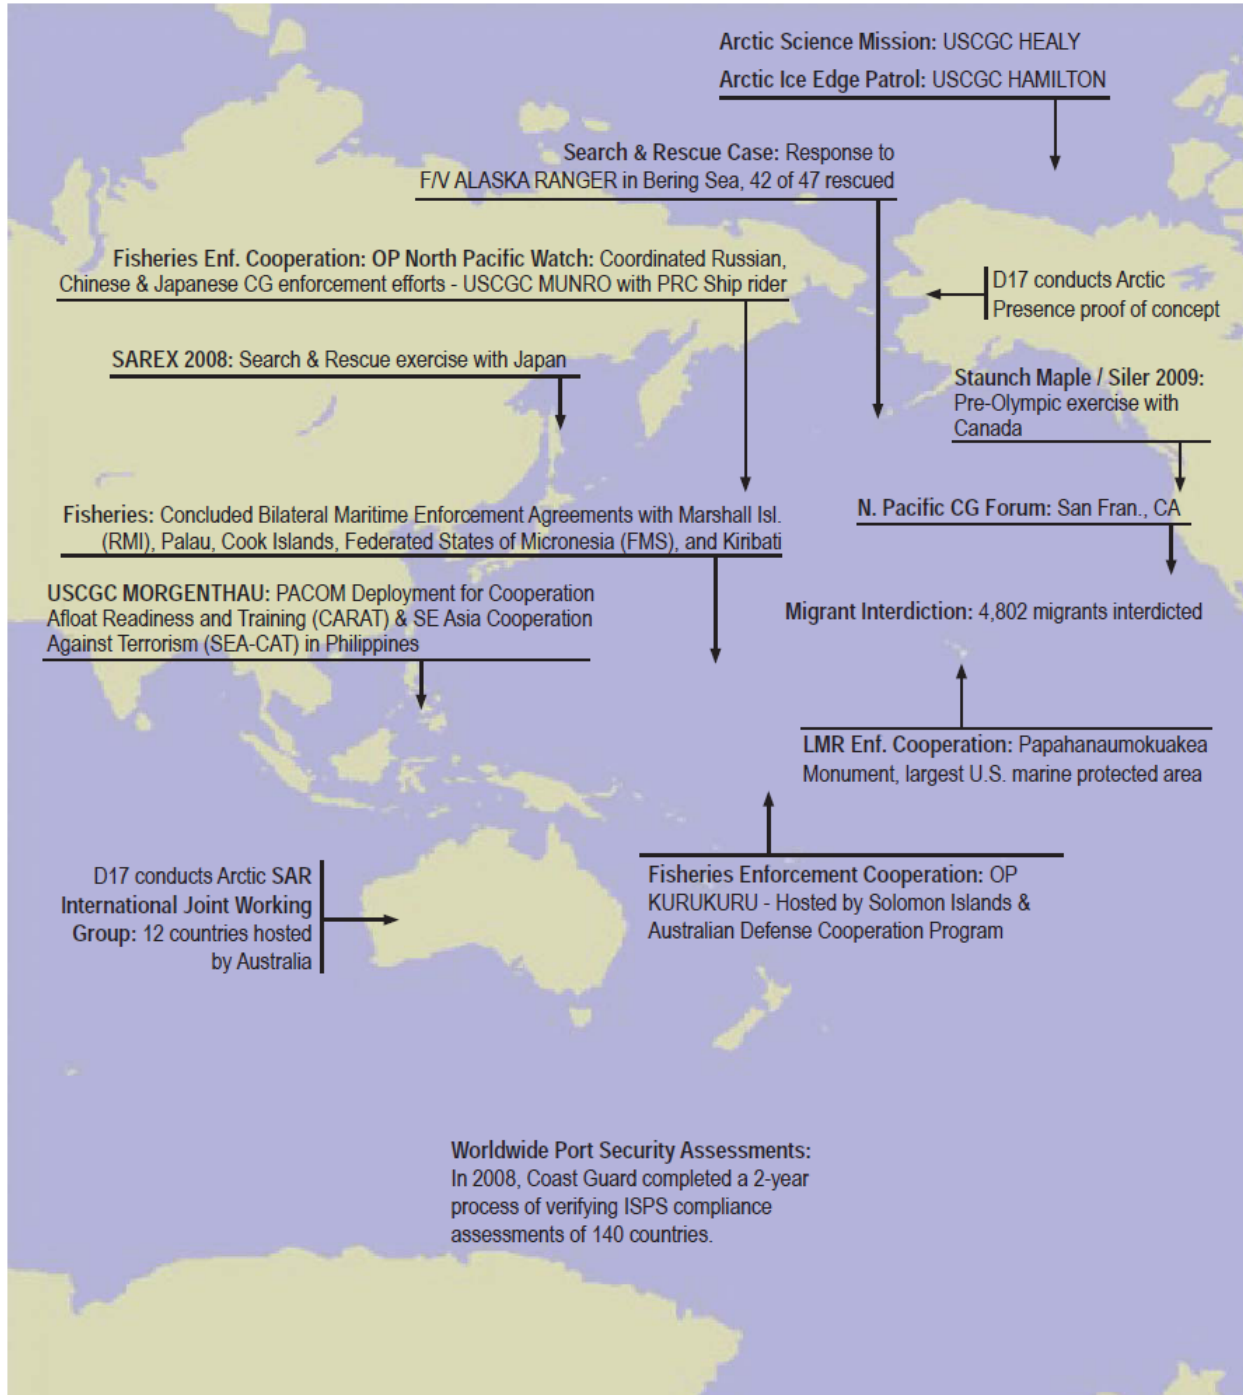 Arctic Science Mission: USCGC HEALY
Arctic Ice Edge Patrol: USCGC HAMILTON
Search & Rescue Case: Response to
F/V ALASKA RANGER in Bering Sea, 42 of 47 rescued
Fisheries Enf. Cooperation: OP North Pacific Watch: Coordinated Russian,
Chinese & Japanese CG enforcement efforts - USCGC MUNRO with PRC Ship rider
D17 conducts Arctic
Presence proof of concept
SAREX 2008: Search & Rescue exercise with Japan
Staunch Maple / Siler 2009:
Pre-Olympic exercise with
Canada
Fisheries: Concluded Bilateral Maritime Enforcement Agreements with Marshall Isl.
(RMI), Palau, Cook Islands, Federated States of Micronesia (FMS), and Kiribati
N. Pacific CG Forum: San Fran., CA
USCGC MORGENTHAU: PACOM Deployment for Cooperation
Afloat Readiness and Training (CARAT) & SE Asia Cooperation
Against Terrorism (SEA-CAT) in Philippines
Migrant Interdiction: 4,802 migrants interdicted
LMR Enf. Cooperation: Papahanaumokuakea
Monument, largest U.S. marine protected area
D17 conducts Arctic SAR
International Joint Working
Group: 12 countries hosted
by Australia
Fisheries Enforcement Cooperation: OP
KURUKURU - Hosted by Solomon Islands &
Australian Defense Cooperation Program
Worldwide Port Security Assessments:
In 2008, Coast Guard completed a 2-year
process of verifying ISPS compliance
assessments of 140 countries.